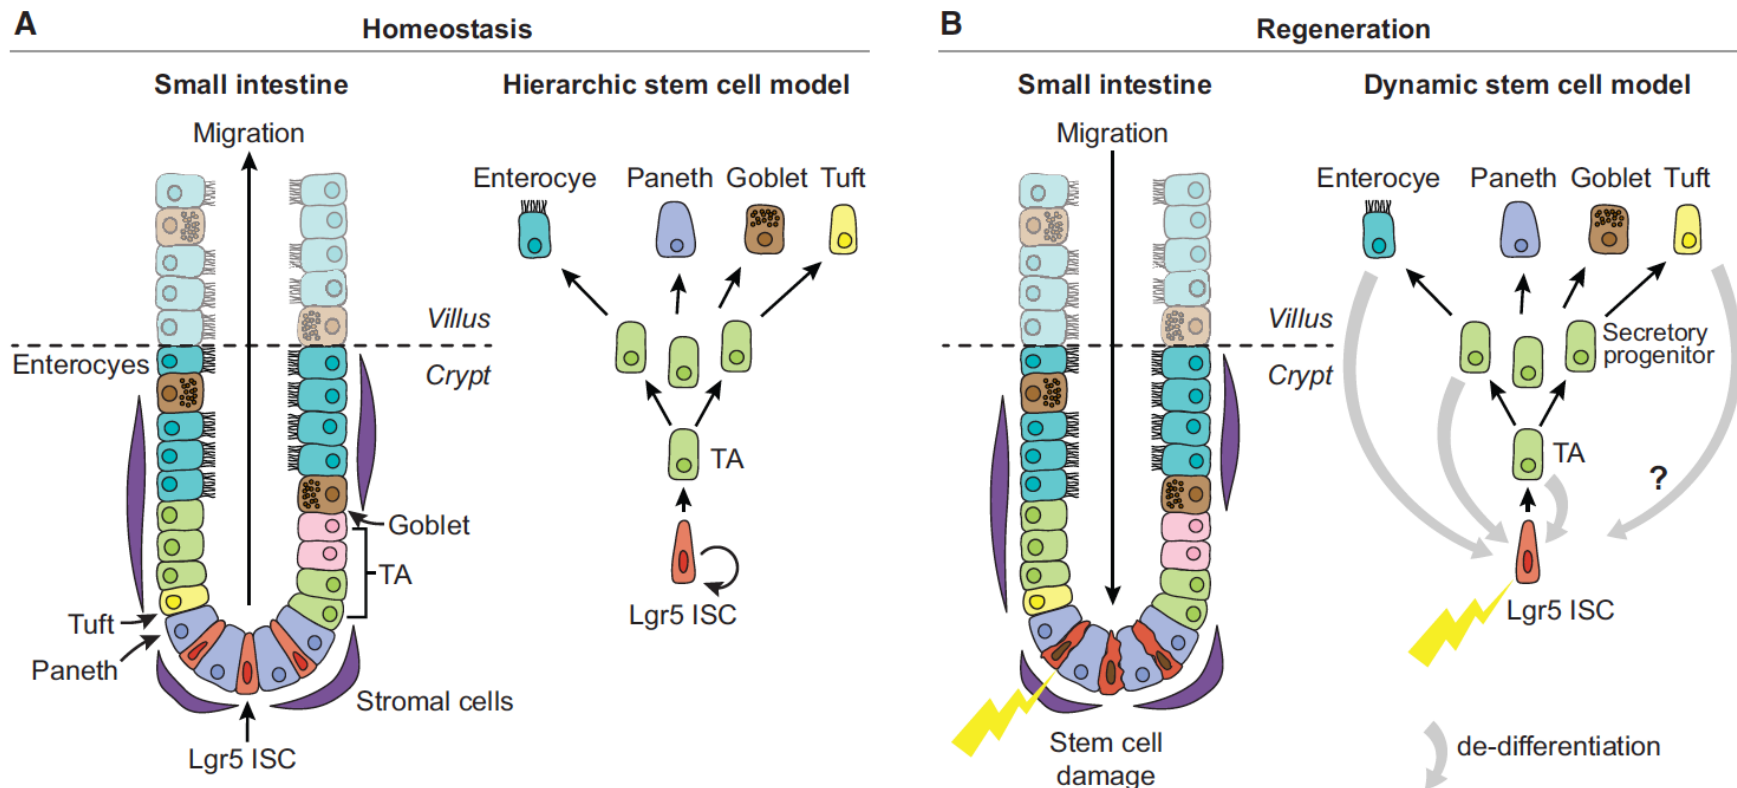 A
Homeostasis
Small intestine
Hierarchic stem cell model
Migration
Enterocye
Paneth
Goblet
Tuft
Villus
Enterocyes
Crypt
TA
Goblet
TA
Tuft
Paneth
Lgr5 ISC
Stromal cells
Lgr5 ISC
B
Regeneration
Small intestine
Dynamic stem cell model
Migration
Enterocye
Paneth
Goblet
Tuft
Villus
Secretory
progenitor
Crypt
TA
?
Lgr5 ISC
Stem cell
damage
de-differentiation